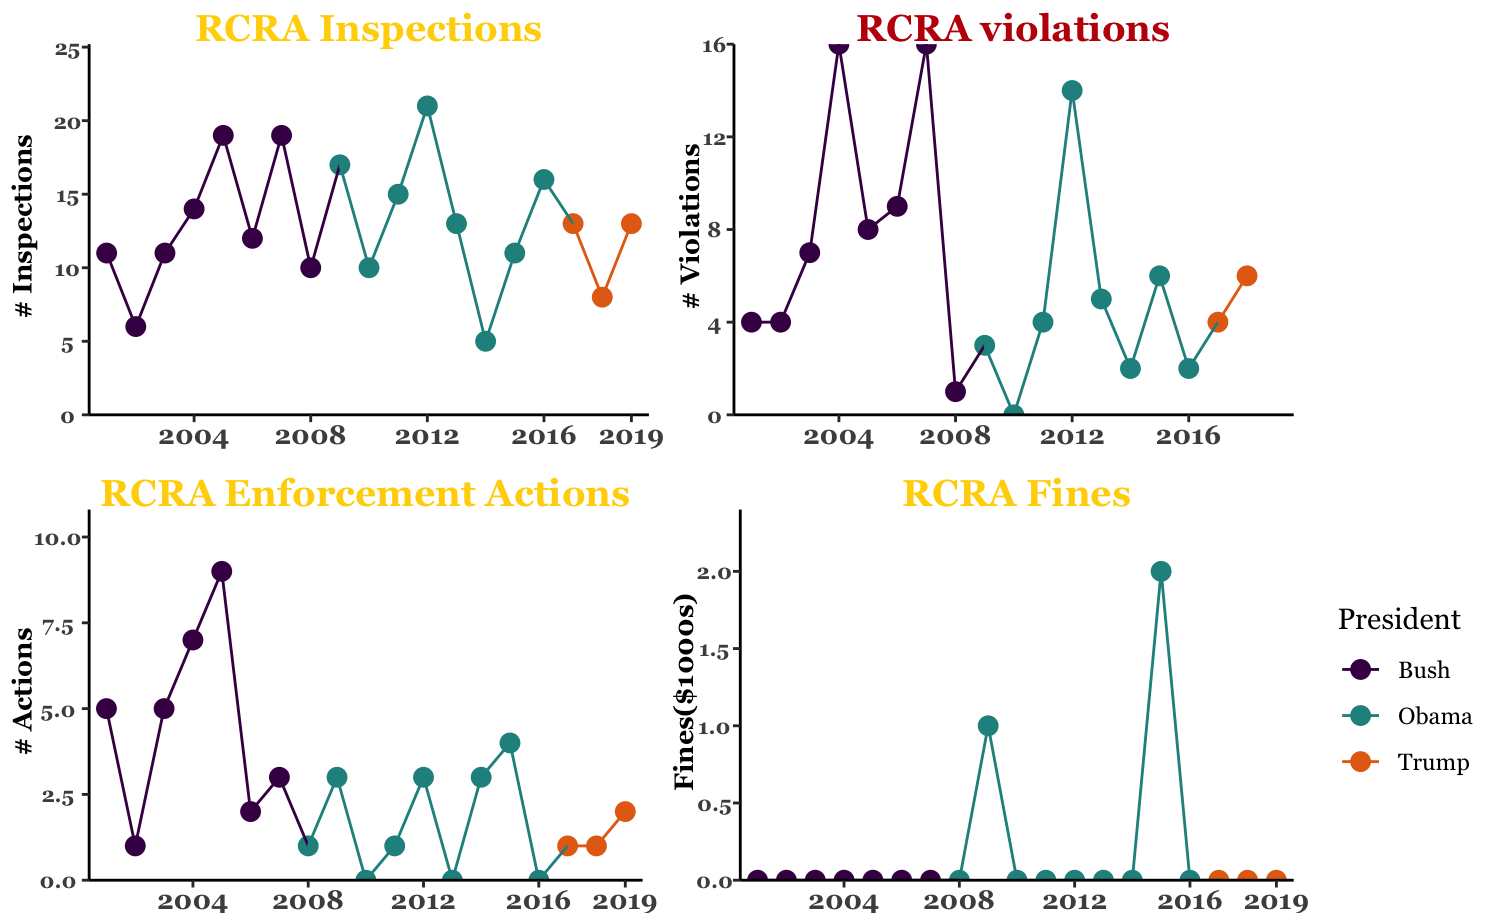 RCRA Inspections
# Inspections
25
20
15
10
5
0
2004 2008 2012 2016 2019
RCRA violations
# Violations
16
12
8
4
0
2004 2008 2012 2016
RCRA Enforcement Actions
# Actions
10.0
7.5
5.0
2.5
0.0
2004 2008 2012 2016 2019
RCRA Fines
Fines($1000s)
2.0
1.5
1.0
0.5
0.0
2004 2008 2012 2016 2019
President
Bush
Obama
Trump